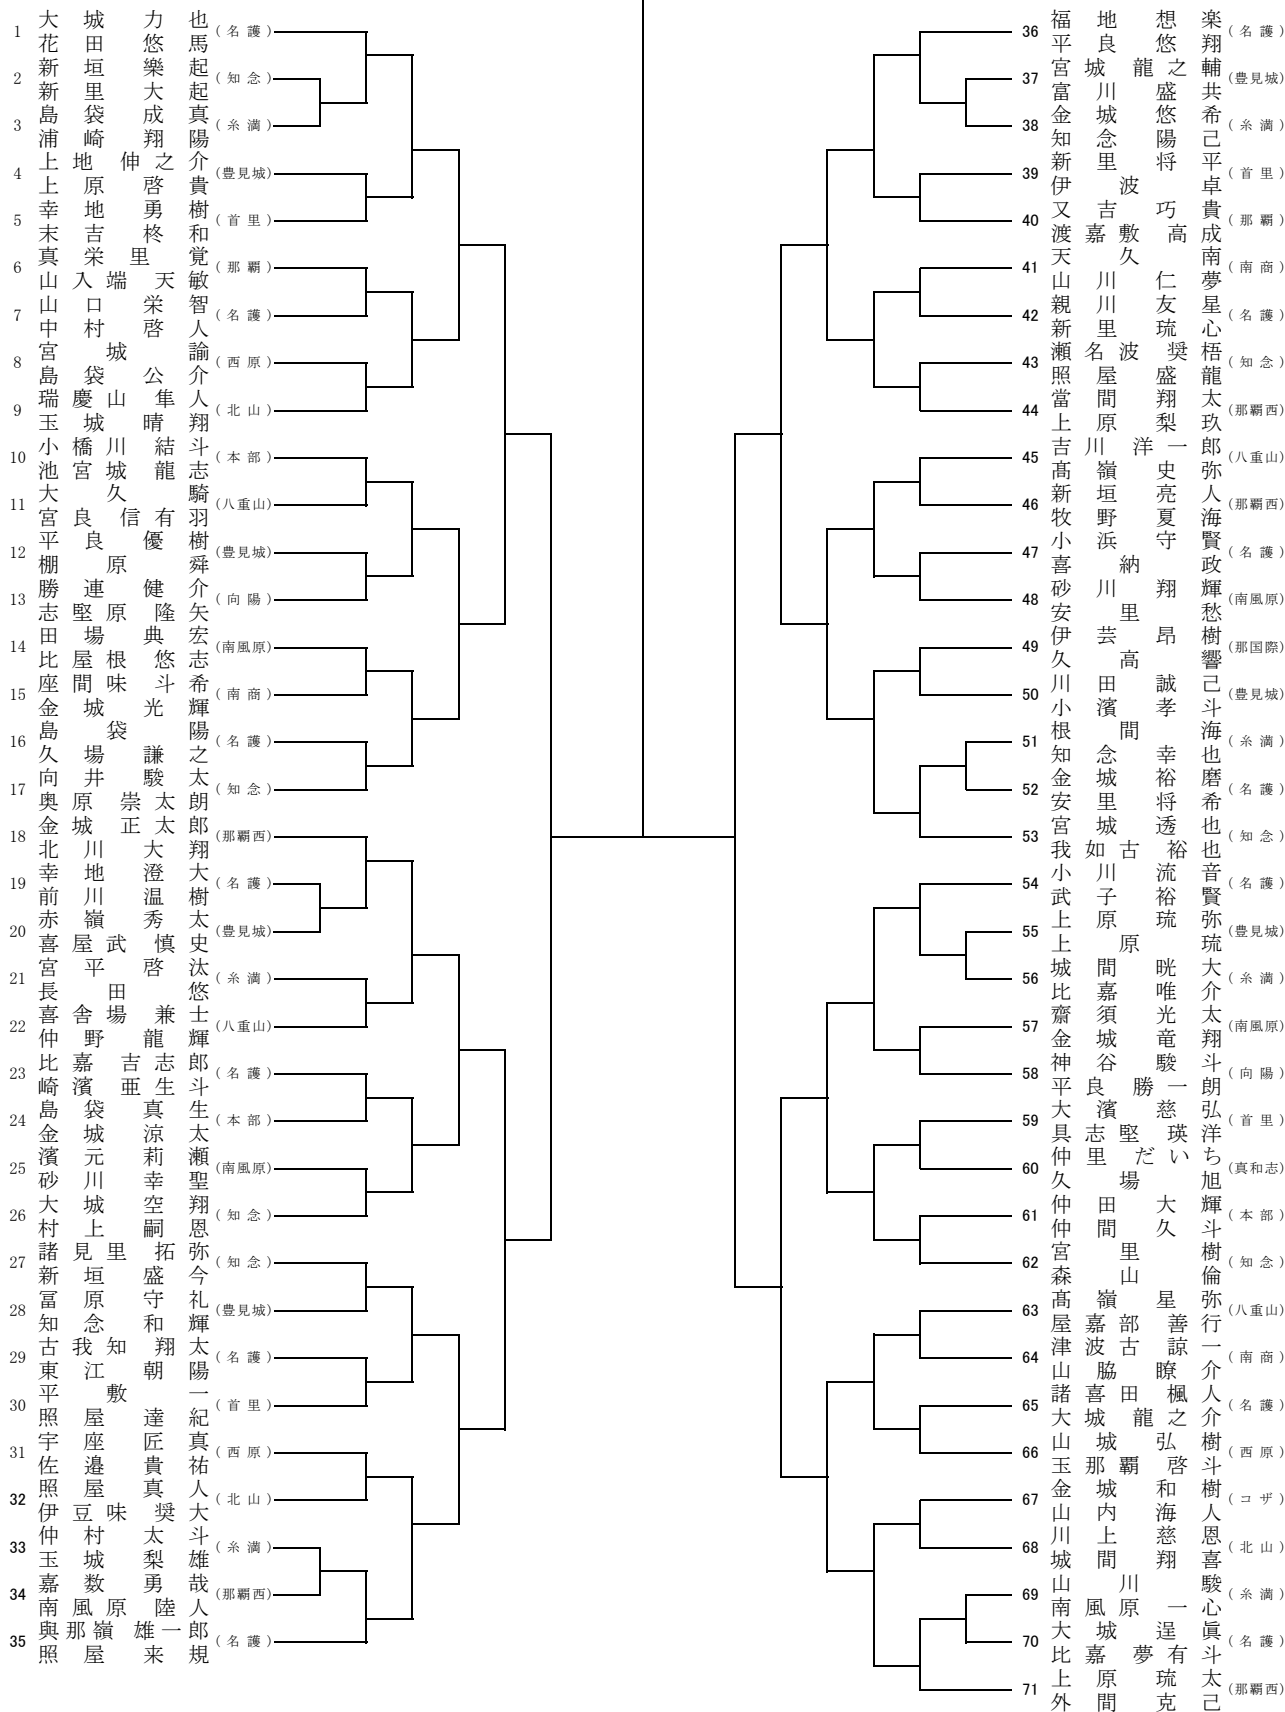 1 大城力也 (名護)
花田悠馬
2 新垣樂起 (知念)
新里大起
3 島袋成真 (糸満)
浦崎翔陽
4 上地伸之介 (豊見城)
上原啓貴
5 幸地勇樹 (首里)
末吉柊和
6 真栄里覚 (那覇)
山入端天敏
7 山口栄智 (名護)
中村啓人
8 宮城諭 (西原)
島袋公介
9 瑞慶山隼人 (北山)
玉城晴翔
10 小橋川結斗 (本部)
池宮城龍志
11 大久騎 (八重山)
宮良信有羽
12 平良優樹 (豊見城)
棚原舜
13 勝連健介 (向陽)
志堅原隆矢
14 田場典宏 (南風原)
比屋根悠志
15 座間味斗希 (南商)
金城光輝
16 島袋陽 (名護)
久場謙之
17 向井駿太 (知念)
奥原崇太朗
18 金城正太郎 (那覇西)
北川大翔
19 幸地澄大 (名護)
前川温樹
20 赤嶺秀太 (豊見城)
喜屋武慎史
21 宮平啓汰 (糸満)
長田悠
22 喜舎場兼士 (八重山)
仲野龍輝
23 比嘉吉志郎 (名護)
崎濱亜生斗
24 島袋真生 (本部)
金城涼太
25 濱元莉瀬 (南風原)
砂川幸聖
26 大城空翔 (知念)
村上嗣恩
27 諸見里拓弥 (知念)
新垣盛今
28 冨原守礼 (豊見城)
知念和輝
29 古我知翔太 (名護)
東江朝陽
30 平敷一 (首里)
照屋達紀
31 宇座匠真 (西原)
佐邉貴祐
32 照屋真人 (北山)
伊豆味奨大
33 仲村太斗 (糸満)
玉城梨雄
34 嘉数勇哉 (那覇西)
南風原陸人
35 與那嶺雄一郎 (名護)
照屋来規
36 福地想楽 (名護)
平良悠翔
37 宮城龍之輔 (豊見城)
富川盛共
38 金城悠希 (糸満)
知念陽己
39 新里将平 (首里)
伊波卓
40 又吉巧貴 (那覇)
渡嘉敷高成
41 天久南 (南商)
山川仁夢
42 親川友星 (名護)
新里琉心
43 瀬名波奨梧 (知念)
照屋盛龍
44 當間翔太 (那覇西)
上原梨玖
45 吉川洋一郎 (八重山)
髙嶺史弥
46 新垣亮人 (那覇西)
牧野夏海
47 小浜守賢 (名護)
喜納政
48 砂川翔輝 (南風原)
安里愁
49 伊芸昂樹 (那国際)
久高響
50 川田誠己 (豊見城)
小濱孝斗
51 根間海 (糸満)
知念幸也
52 金城裕磨 (名護)
安里将希
53 宮城透也 (知念)
我如古裕也
54 小川流音 (名護)
武子裕賢
55 上原琉弥 (豊見城)
上原琉
56 城間晄大 (糸満)
比嘉唯介
57 齋須光太 (南風原)
金城竜翔
58 神谷駿斗 (向陽)
平良勝一朗
59 大濱慈弘 (首里)
具志堅瑛洋
60 仲里だいち (真和志)
久場旭
61 仲田大輝 (本部)
仲間久斗
62 宮里樹 (知念)
森山倫
63 髙嶺星弥 (八重山)
屋嘉部善行
64 津波古諒一 (南商)
山脇瞭介
65 諸喜田楓人 (名護)
大城龍之介
66 山城弘樹 (西原)
玉那覇啓斗
67 金城和樹 (コザ)
山内海人
68 川上慈恩 (北山)
城間翔喜
69 山川駿 (糸満)
南風原一心
70 大城逞眞 (名護)
比嘉夢有斗
71 上原琉太 (那覇西)
外間克己